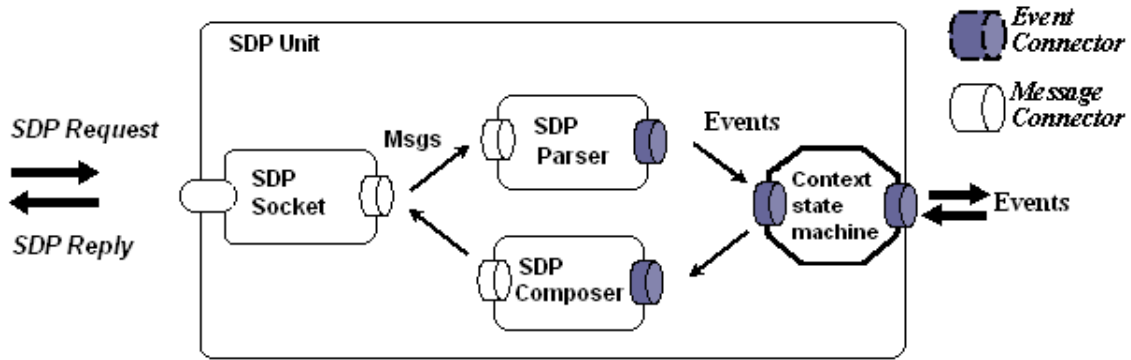 SDP Unit
Event
Connector
Message
Connector
SDP Request
SDP Reply
SDP
Socket
Msgs
SDP
Parser
Events
Context
state
machine
Events
SDP
Composer